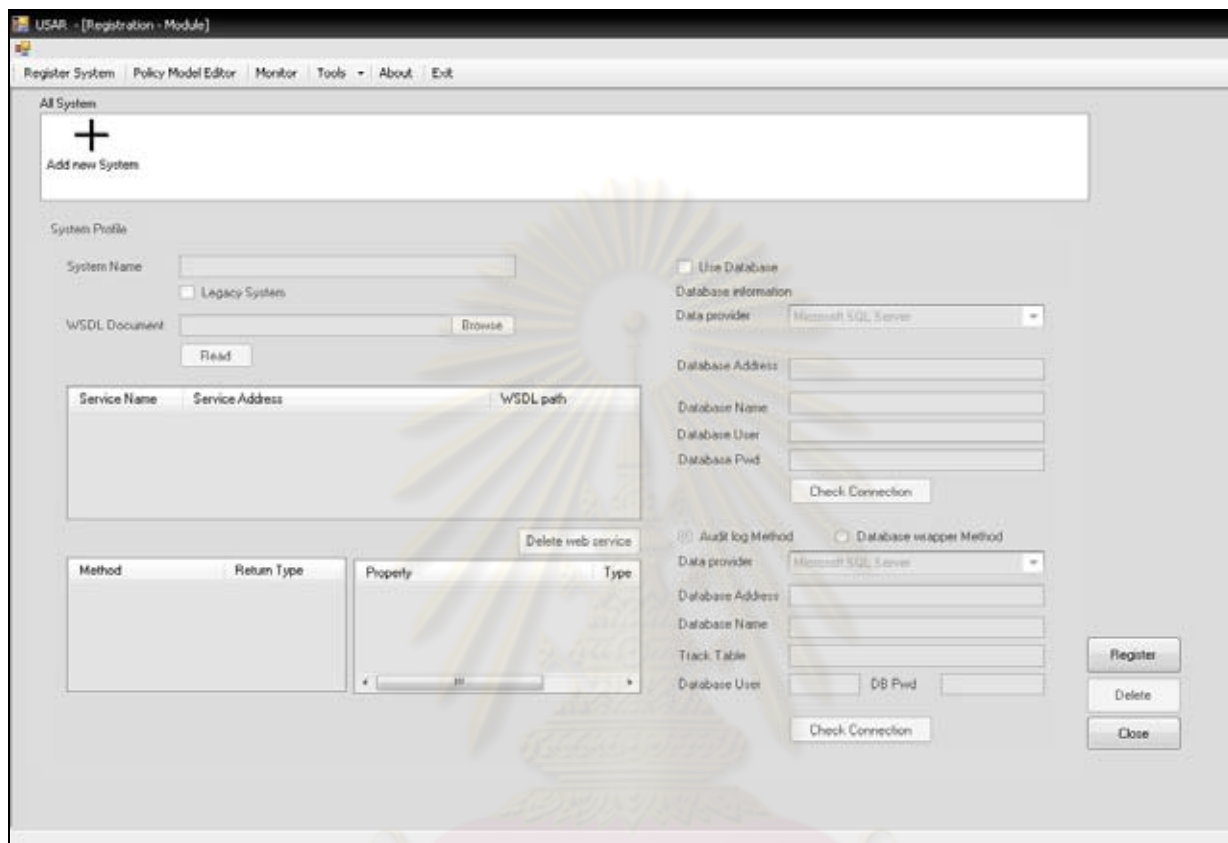 USAR - [Registration - Module]
Register System Policy Model Editor Monitor Tools About Exit
All System
Add new System
System Profile
System Name
Legacy System
WSDL Document Browse
Read
Service Name Service Address WSDL path
Delete web service
Method Return Type
Property Type
Use Database
Database information
Data provider Microsoft SQL Server
Database Address
Database Name
Database User
Database Pwd
Check Connection
Audit log Method Database wrapper Method
Data provider Microsoft SQL Server
Database Address
Database Name
Track Table
Database User DB Pwd
Check Connection
Register
Delete
Close